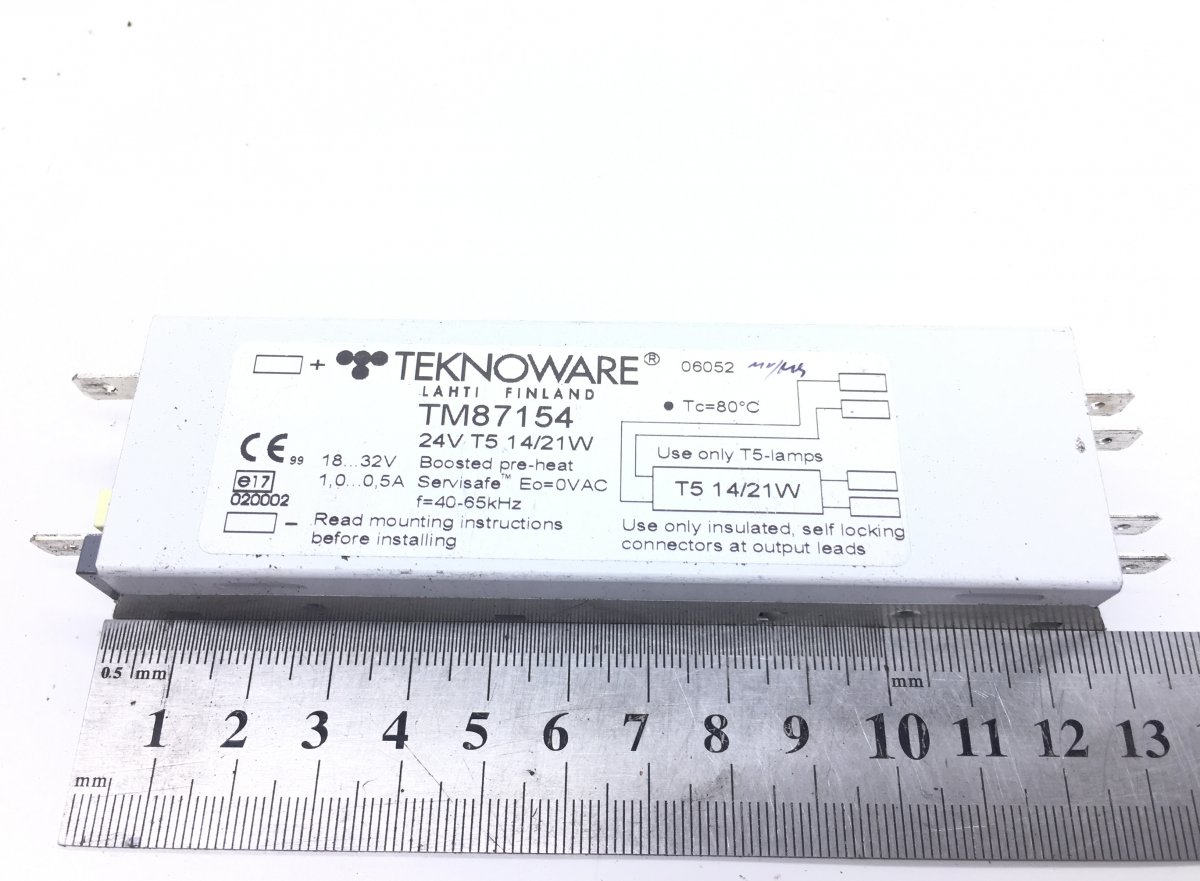 + TEKNOWARE® 06052
LAHTI FINLAND
TM87154
• Tc=80°C
24V T5 14/21W
CE 99 18...32V Boosted pre-heat
Use only T5-lamps
e17 1,0...0,5A Servisafe™ Eo=0VAC
T5 14/21W
020002 f=40-65kHz
– Read mounting instructions
before installing
Use only insulated, self locking
connectors at output leads
0.5 mm mm
1 2 3 4 5 6 7 8 9 10 11 12 13
mm